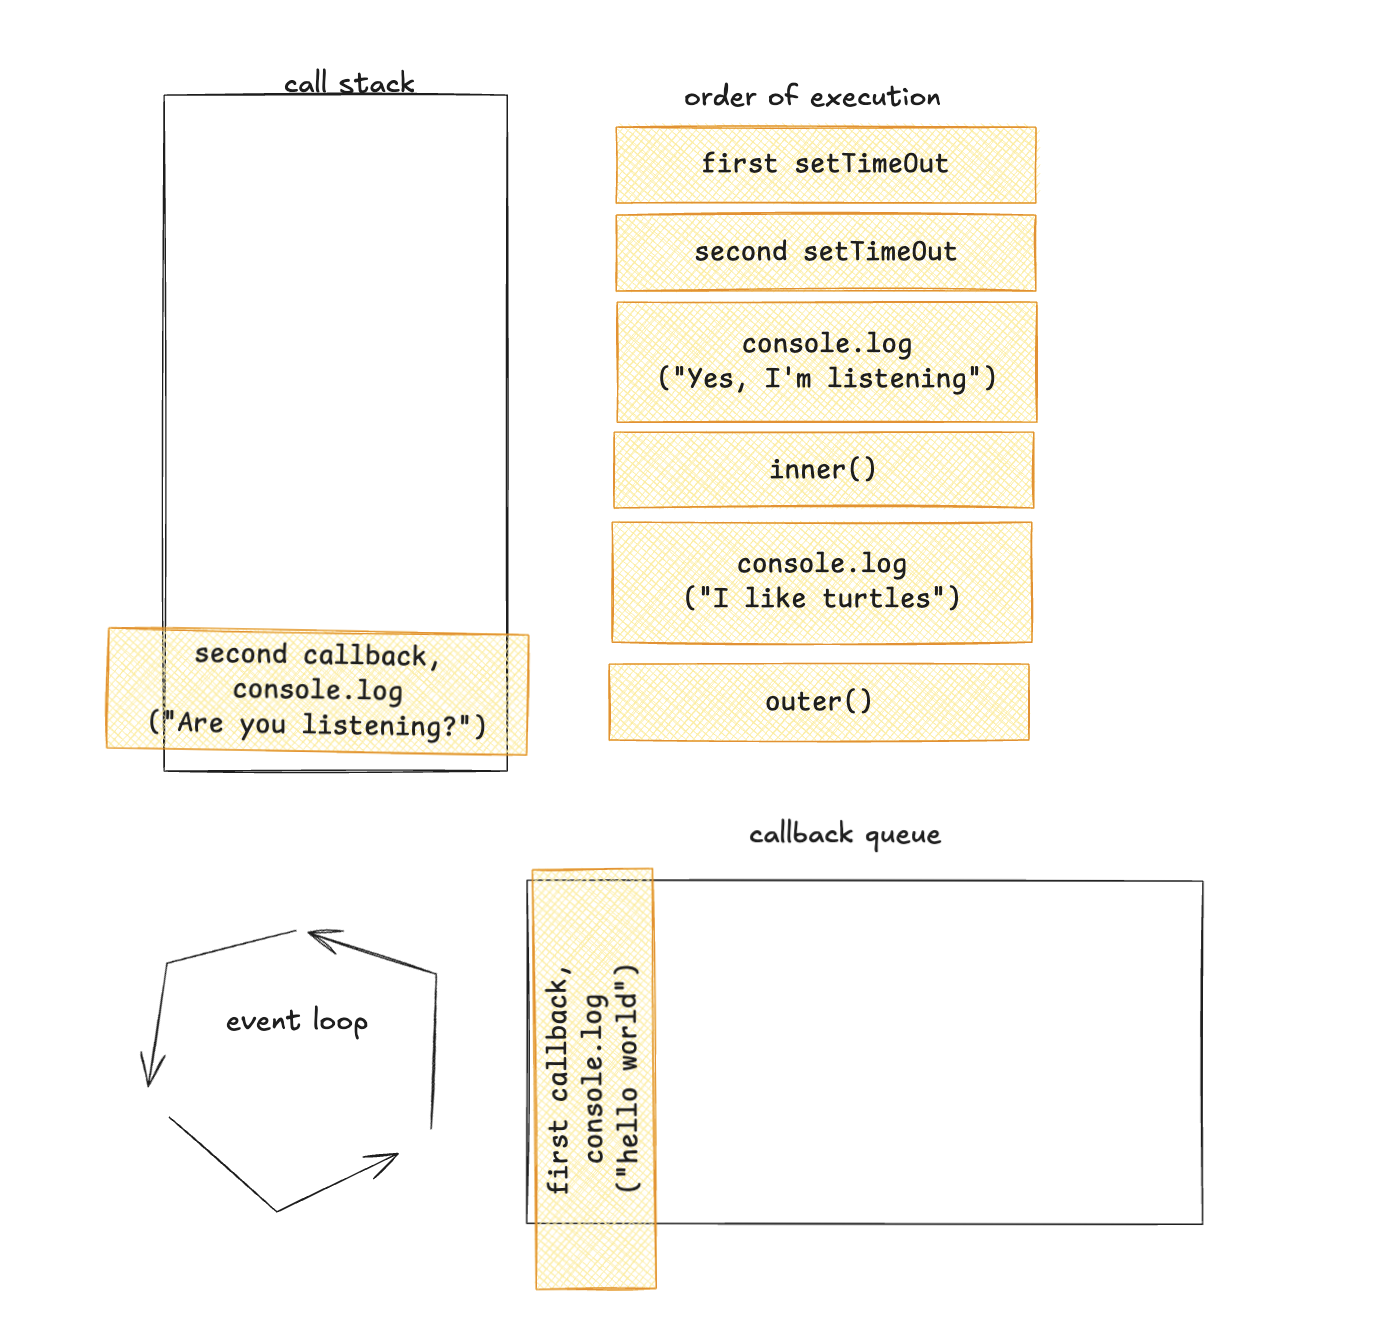 call stack
order of execution
first setTimeOut
second setTimeOut
console.log
("Yes, I'm listening")
inner()
console.log
("I like turtles")
outer()
second callback,
console.log
("Are you listening?")
callback queue
event loop
first callback,
console.log
("hello world")